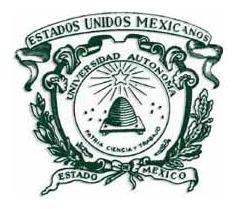 ESTADOS UNIDOS MEXICANOS
UNIVERSIDAD AUTONOMA
PATRIA CIENCIA Y TRABAJO
ESTADO MEXICO